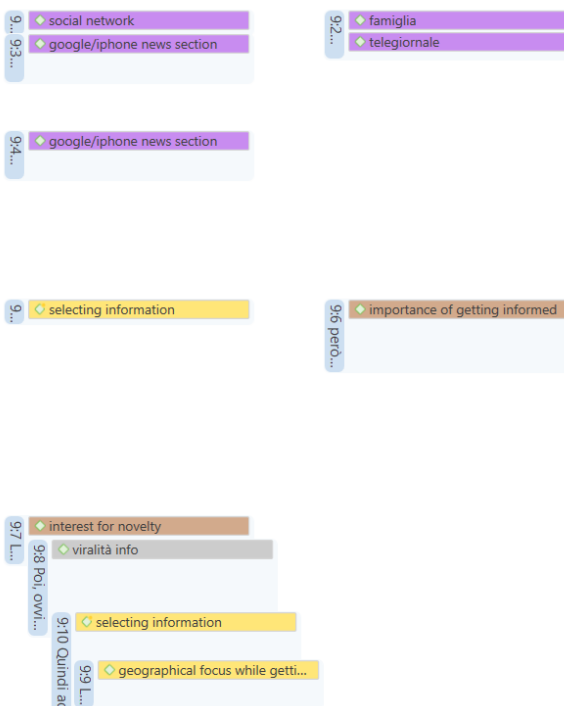 9... social network
9:2... famiglia
9:3... google/iphone news section
telegiornale
9:4... google/iphone news section
9... selecting information
9:6 però... importance of getting informed
9:7 L... interest for novelty
9:8 Poi, ovvi... viralità info
9:10 Quindi ad selecting information
9:9 L... geographical focus while getti...